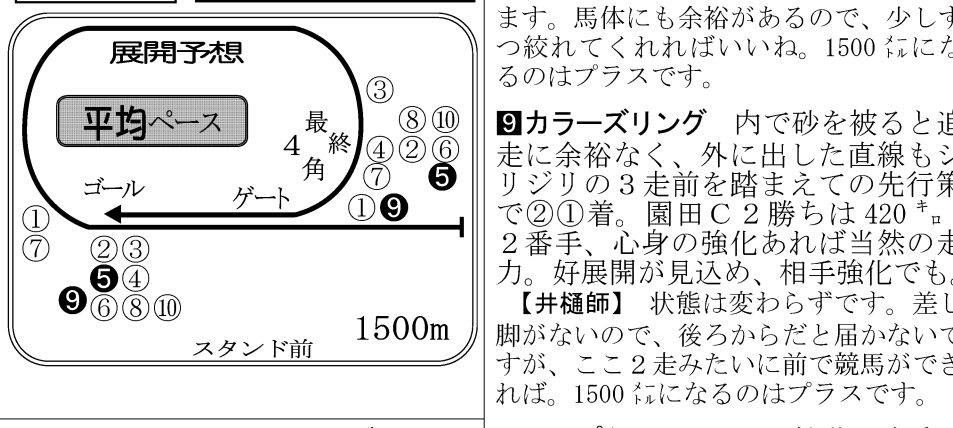 展開予想
平均ペース
最終
4角
ゴール
ゲート
③
⑧⑩
④②⑥
⑦❺
①❾
①
⑦
②③
❺④
❾⑥⑧⑩
1500m
スタンド前
ます。馬体にも余裕があるので、少しず
つ絞れてくれればいいね。1500㍍にな
るのはプラスです。
❾カラーズリング　内で砂を被ると追
走に余裕なく、外に出した直線もジ
リジリの3走前を踏まえての先行策
で②①着。園田C2勝ちは420㌔
2番手、心身の強化あれば当然の走
力。好展開が見込め、相手強化でも。
【井樋師】　状態は変わらずです。差し
脚がないので、後ろからだと届かないで
すが、ここ2走みたいに前で競馬ができ
れば。1500㍍になるのはプラスです。